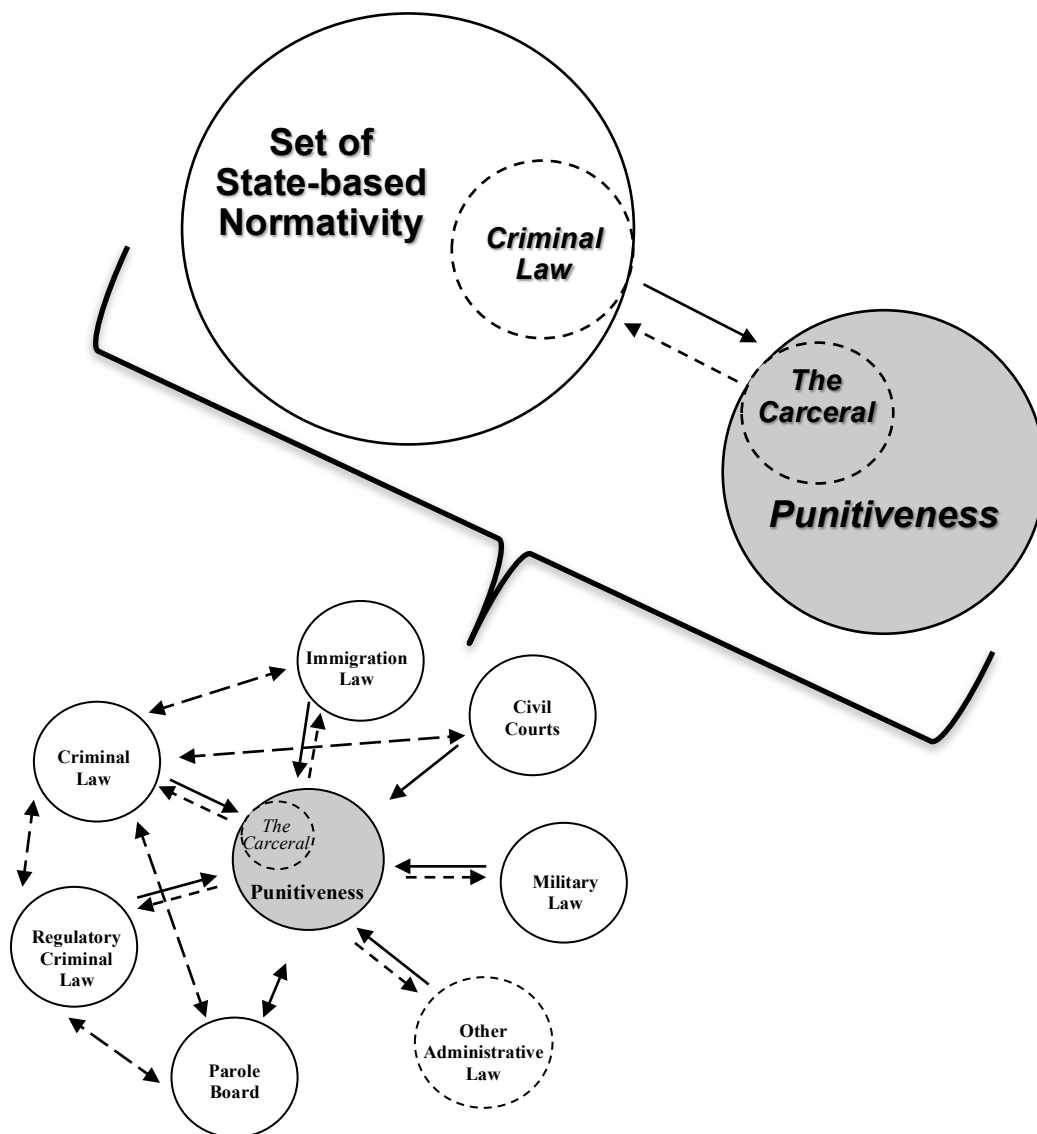 Set of
State-based
Normativity
Criminal
Law
The
Carceral
Punitiveness
Immigration
Law
Civil
Courts
Criminal
Law
The
Carceral
Punitiveness
Military
Law
Regulatory
Criminal
Law
Other
Administrative
Law
Parole
Board